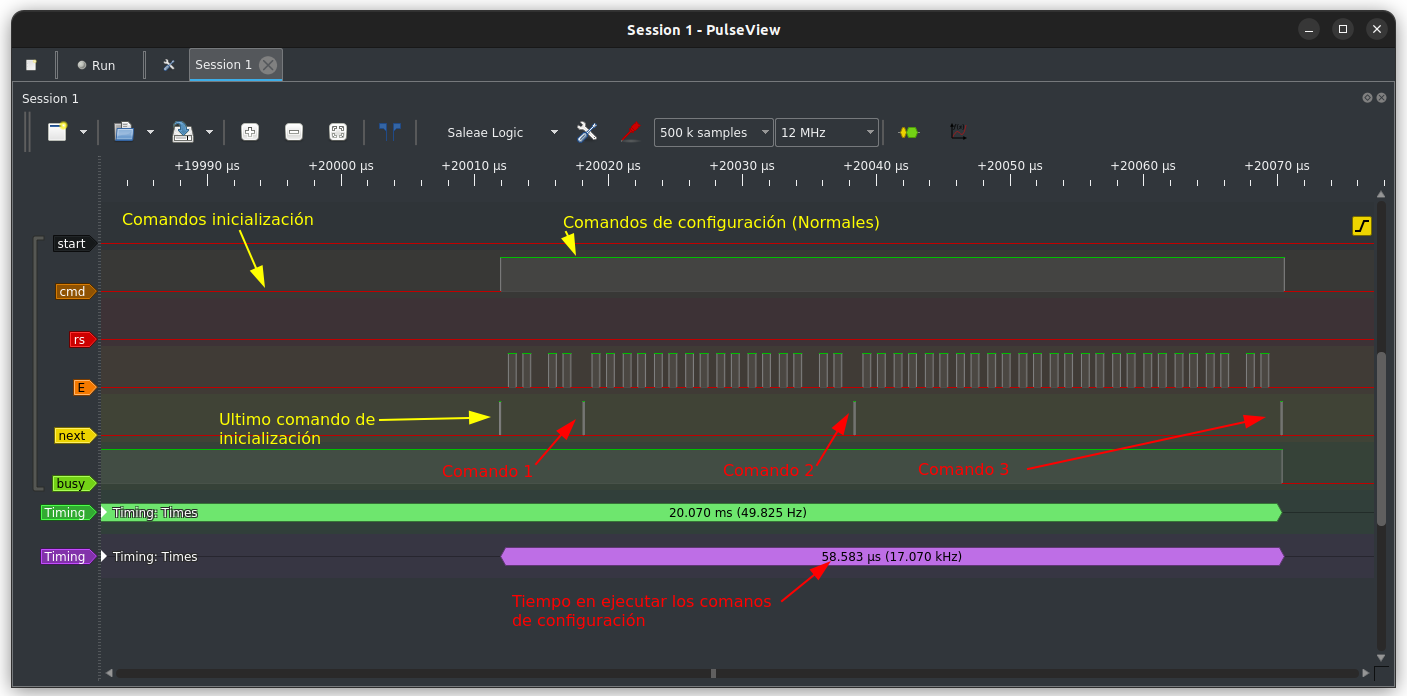 Session 1 - PulseView
Run
Session 1
Session 1
Saleae Logic
500 k samples
12 MHz
+19990 µs
+20000 µs
+20010 µs
+20020 µs
+20030 µs
+20040 µs
+20050 µs
+20060 µs
+20070 µs
Comandos inicialización
Comandos de configuración (Normales)
start
cmd
rs
E
Ultimo comando de
inicialización
next
Comando 1
Comando 2
Comando 3
busy
Timing
Timing: Times
20.070 ms (49.825 Hz)
Timing
Timing: Times
58.583 µs (17.070 kHz)
Tiempo en ejecutar los comanos
de configuración